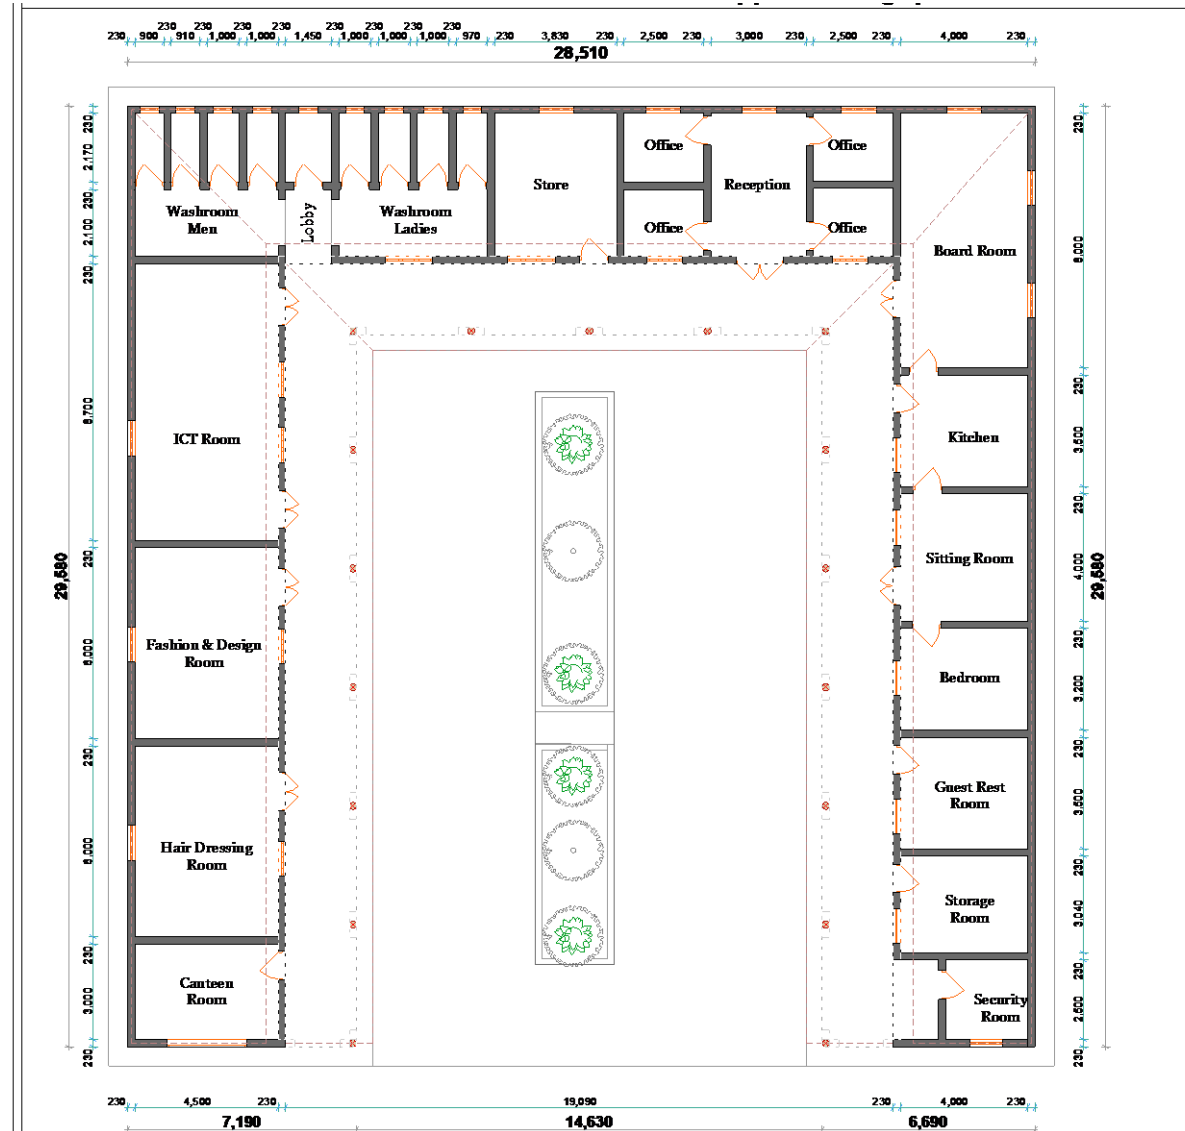 230 900 230 910 230 1,000 230 1,000 230 1,450 230 1,000 230 1,000 230 1,000 230 970 230 3,830 230 2,500 230 3,000 230 2,500 230 4,000 230
28,510
230
2,170
230
2,100
230
8,700
230
6,000
230
6,000
230
3,000
230
29,580
Washroom
Men
Lobby
Washroom
Ladies
Store
Office
Office
Reception
Office
Office
Board Room
ICT Room
Kitchen
Sitting Room
Fashion & Design
Room
Bedroom
Guest Rest
Room
Hair Dressing
Room
Storage
Room
Canteen
Room
Security
Room
230
8,000
230
3,500
230
4,000
230
3,200
230
3,500
230
3,040
230
2,500
230
29,580
230 4,500 230 19,090 230 4,000 230
7,190 14,630 6,690